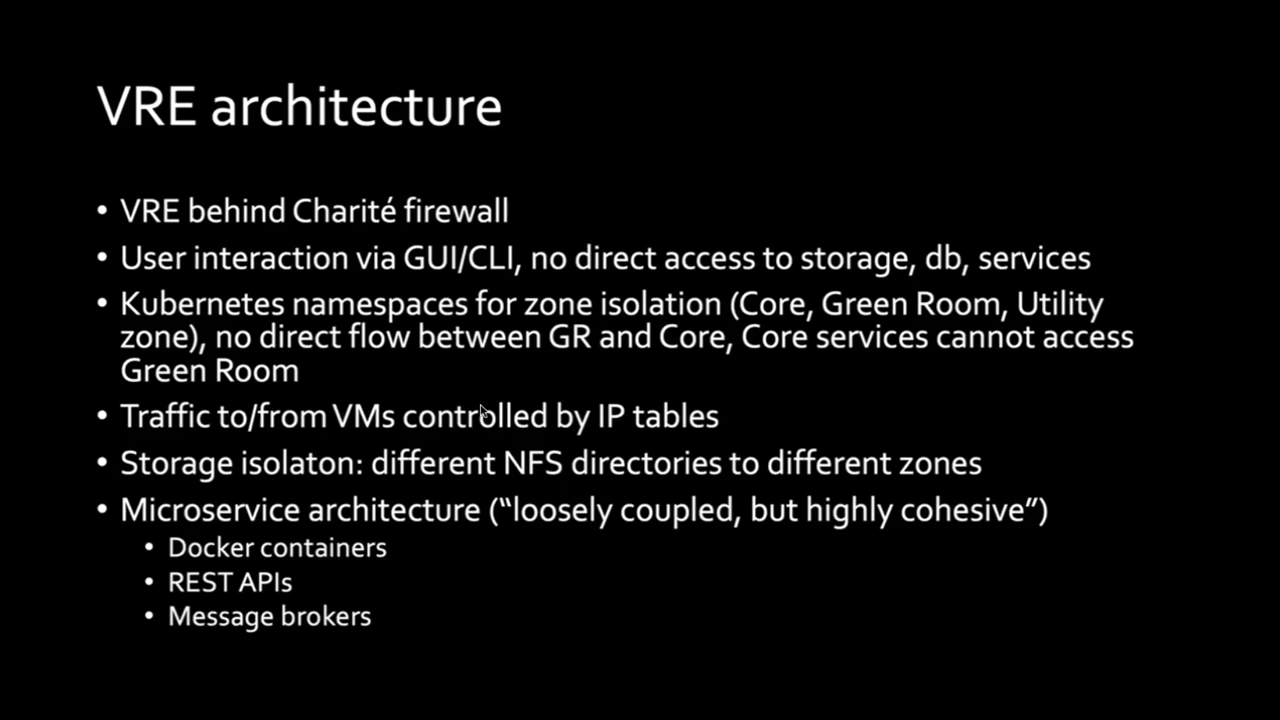 VRE architecture
• VRE behind Charité firewall
• User interaction via GUI/CLI, no direct access to storage, db, services
• Kubernetes namespaces for zone isolation (Core, Green Room, Utility
zone), no direct flow between GR and Core, Core services cannot access
Green Room
• Traffic to/from VMs controlled by IP tables
• Storage isolaton: different NFS directories to different zones
• Microservice architecture (“loosely coupled, but highly cohesive”)
• Docker containers
• REST APIs
• Message brokers